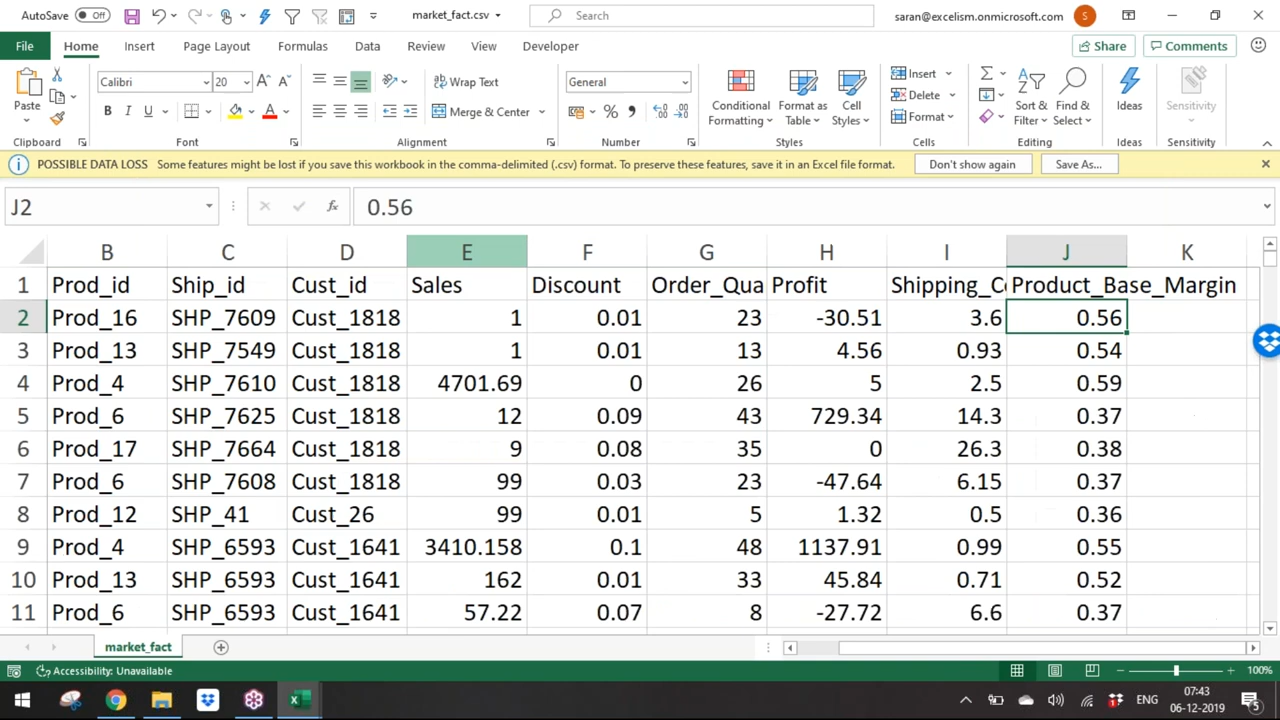 AutoSave Off market_fact.csv Search saran@excelism.onmicrosoft.com S
File Home Insert Page Layout Formulas Data Review View Developer Share Comments
Paste Calibri 20 Wrap Text General Conditional Formatting Format as Table Cell Styles Insert Sort & Filter Find & Select Ideas Sensitivity
B I U A Merge & Center % Delete
Format
Clipboard Font Alignment Number Styles Cells Editing Ideas Sensitivity
POSSIBLE DATA LOSS Some features might be lost if you save this workbook in the comma-delimited (.csv) format. To preserve these features, save it in an Excel file format. Don't show again Save As...
J2 fx 0.56
B C D E F G H I J K
1 Prod_id Ship_id Cust_id Sales Discount Order_Qua Profit Shipping_Co Product_Base_Margin
2 Prod_16 SHP_7609 Cust_1818 1 0.01 23 -30.51 3.6 0.56
3 Prod_13 SHP_7549 Cust_1818 1 0.01 13 4.56 0.93 0.54
4 Prod_4 SHP_7610 Cust_1818 4701.69 0 26 5 2.5 0.59
5 Prod_6 SHP_7625 Cust_1818 12 0.09 43 729.34 14.3 0.37
6 Prod_17 SHP_7664 Cust_1818 9 0.08 35 0 26.3 0.38
7 Prod_6 SHP_7608 Cust_1818 99 0.03 23 -47.64 6.15 0.37
8 Prod_12 SHP_41 Cust_26 99 0.01 5 1.32 0.5 0.36
9 Prod_4 SHP_6593 Cust_1641 3410.158 0.1 48 1137.91 0.99 0.55
10 Prod_13 SHP_6593 Cust_1641 162 0.01 33 45.84 0.71 0.52
11 Prod_6 SHP_6593 Cust_1641 57.22 0.07 8 -27.72 6.6 0.37
market_fact
Accessibility: Unavailable 100%
ENG 07:43
06-12-2019 5